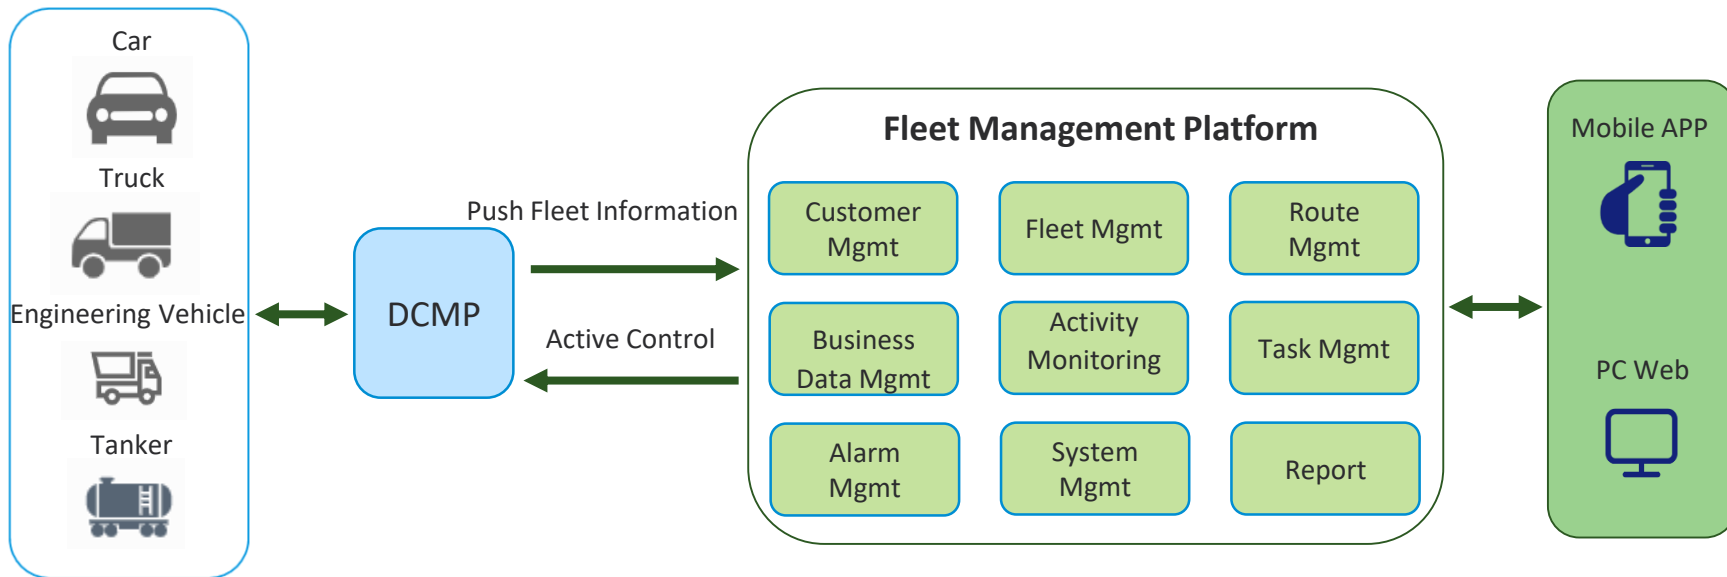 Car
Truck
Engineering Vehicle
Tanker
DCMP
Push Fleet Information
Active Control
Fleet Management Platform
Customer
Mgmt
Fleet Mgmt
Route
Mgmt
Business
Data Mgmt
Activity
Monitoring
Task Mgmt
Alarm
Mgmt
System
Mgmt
Report
Mobile APP
PC Web